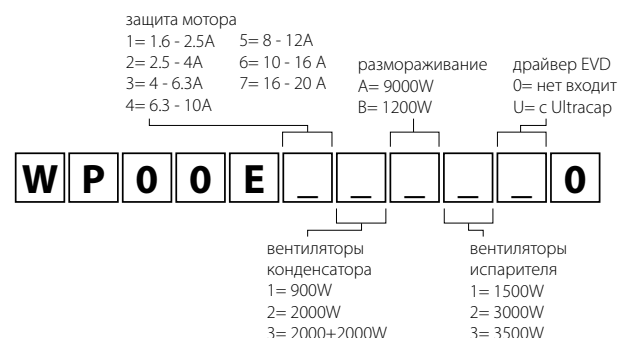 защита мотора
1= 1.6 - 2.5A 5= 8 - 12A
2= 2.5 - 4A 6= 10 - 16 A
3= 4 - 6.3A 7= 16 - 20 A
4= 6.3 - 10A
размораживание
A= 9000W
B= 1200W
драйвер EVD
0= нет входит
U= с Ultracap
W P 0 0 E _ _ _ _ _ 0
вентиляторы
конденсатора
1= 900W
2= 2000W
3= 2000+2000W
вентиляторы
испарителя
1= 1500W
2= 3000W
3= 3500W